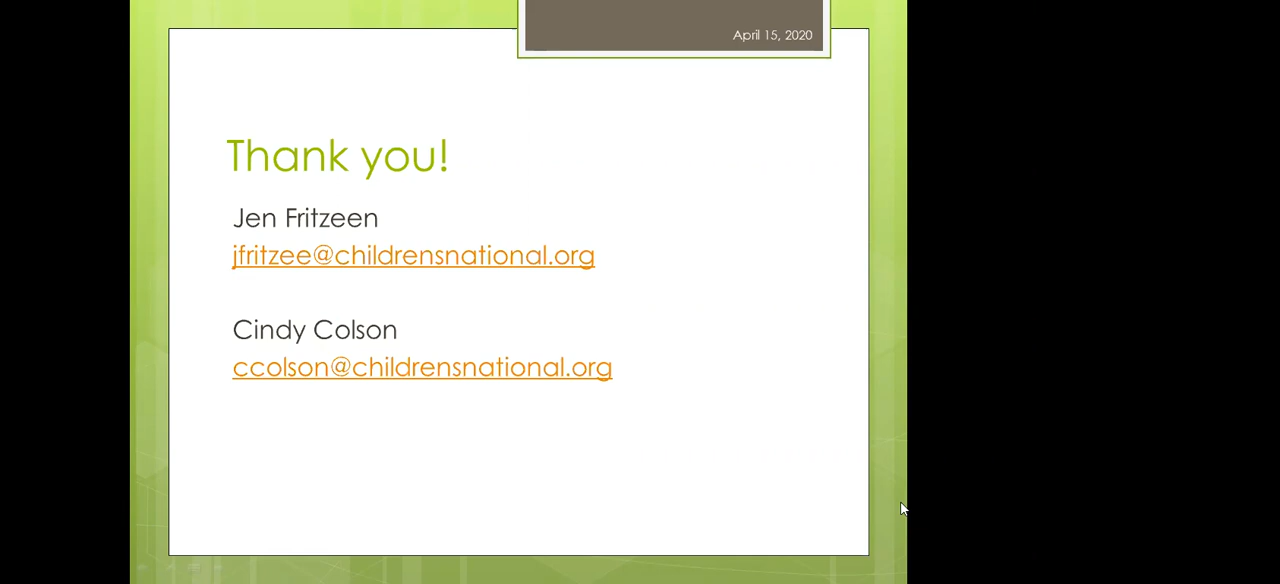 April 15, 2020
Thank you!
Jen Fritzeen
jfritzee@childrensnational.org
Cindy Colson
ccolson@childrensnational.org